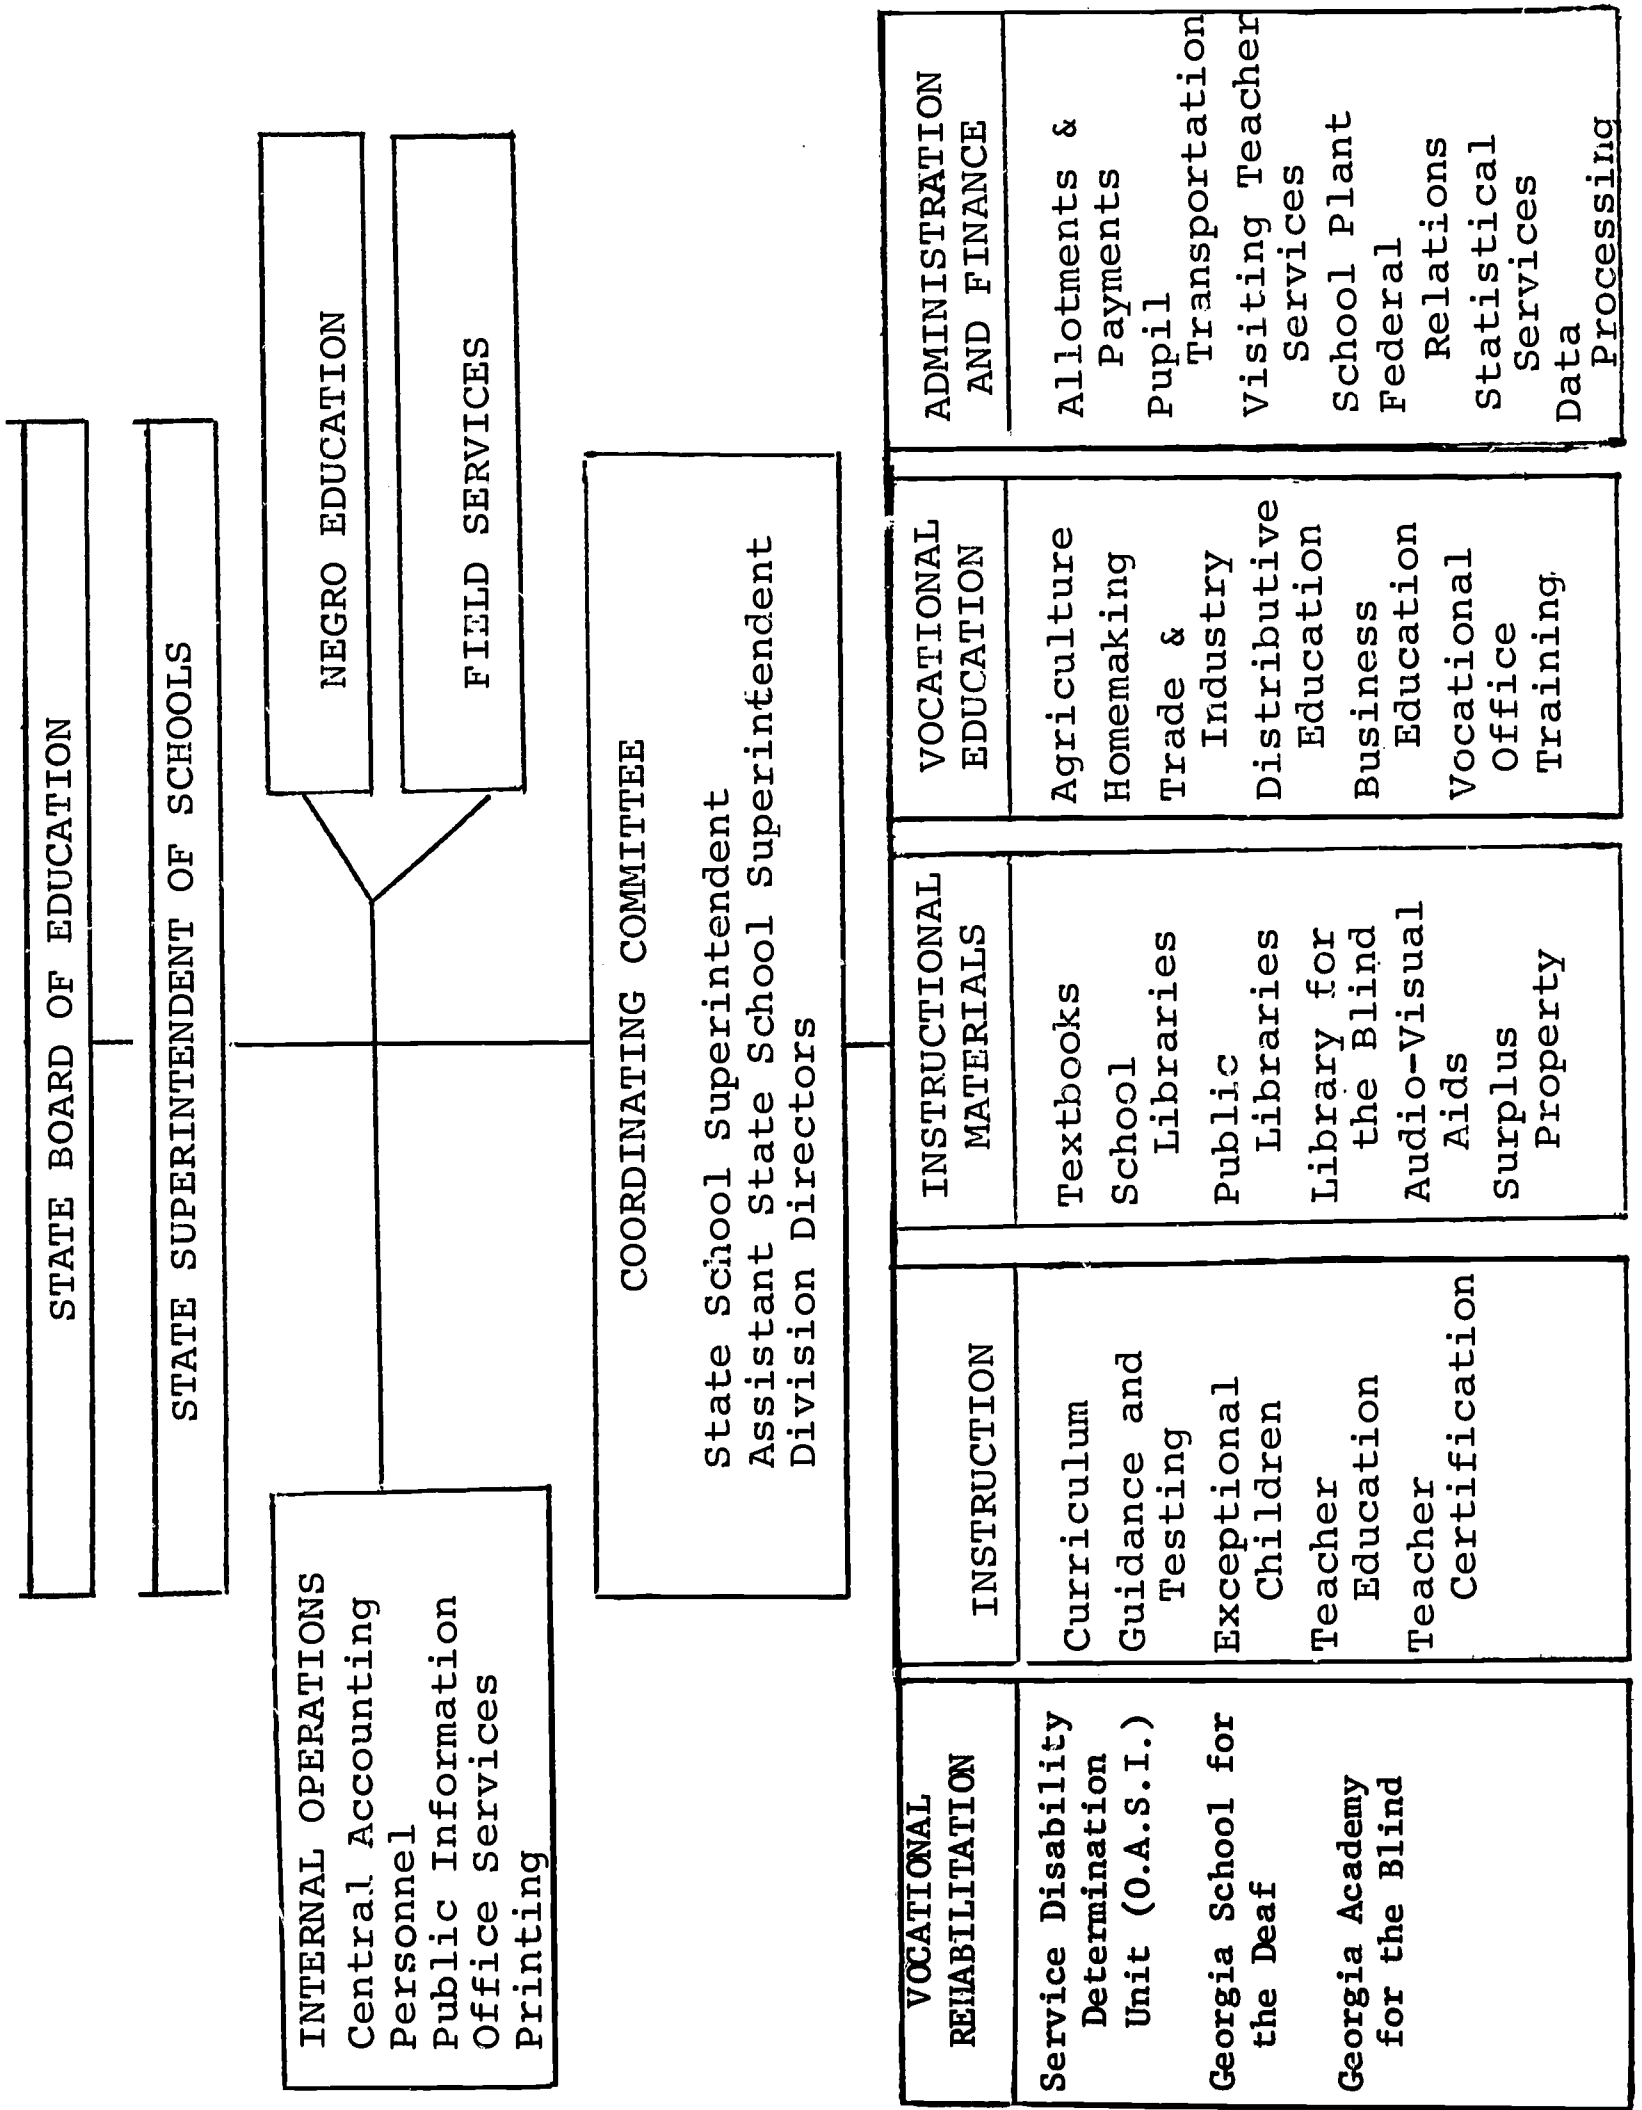 STATE BOARD OF EDUCATION
STATE SUPERINTENDENT OF SCHOOLS
INTERNAL OPERATIONS
Central Accounting
Personnel
Public Information
Office Services
Printing
NEGRO EDUCATION
FIELD SERVICES
COORDINATING COMMITTEE
State School Superintendent
Assistant State School Superintendent
Division Directors
VOCATIONAL
REHABILITATION
Service Disability
Determination
Unit (O.A.S.I.)
Georgia School for
the Deaf
Georgia Academy
for the Blind
INSTRUCTION
Curriculum
Guidance and
Testing
Exceptional
Children
Teacher
Education
Teacher
Certification
INSTRUCTIONAL
MATERIALS
Textbooks
School
Libraries
Public
Libraries
Library for
the Blind
Audio-Visual
Aids
Surplus
Property
VOCATIONAL
EDUCATION
Agriculture
Homemaking
Trade &
Industry
Distributive
Education
Business
Education
Vocational
Office
Training
ADMINISTRATION
AND FINANCE
Allotments &
Payments
Pupil
Transportation
Visiting Teacher
Services
School Plant
Federal
Relations
Statistical
Services
Data
Processing